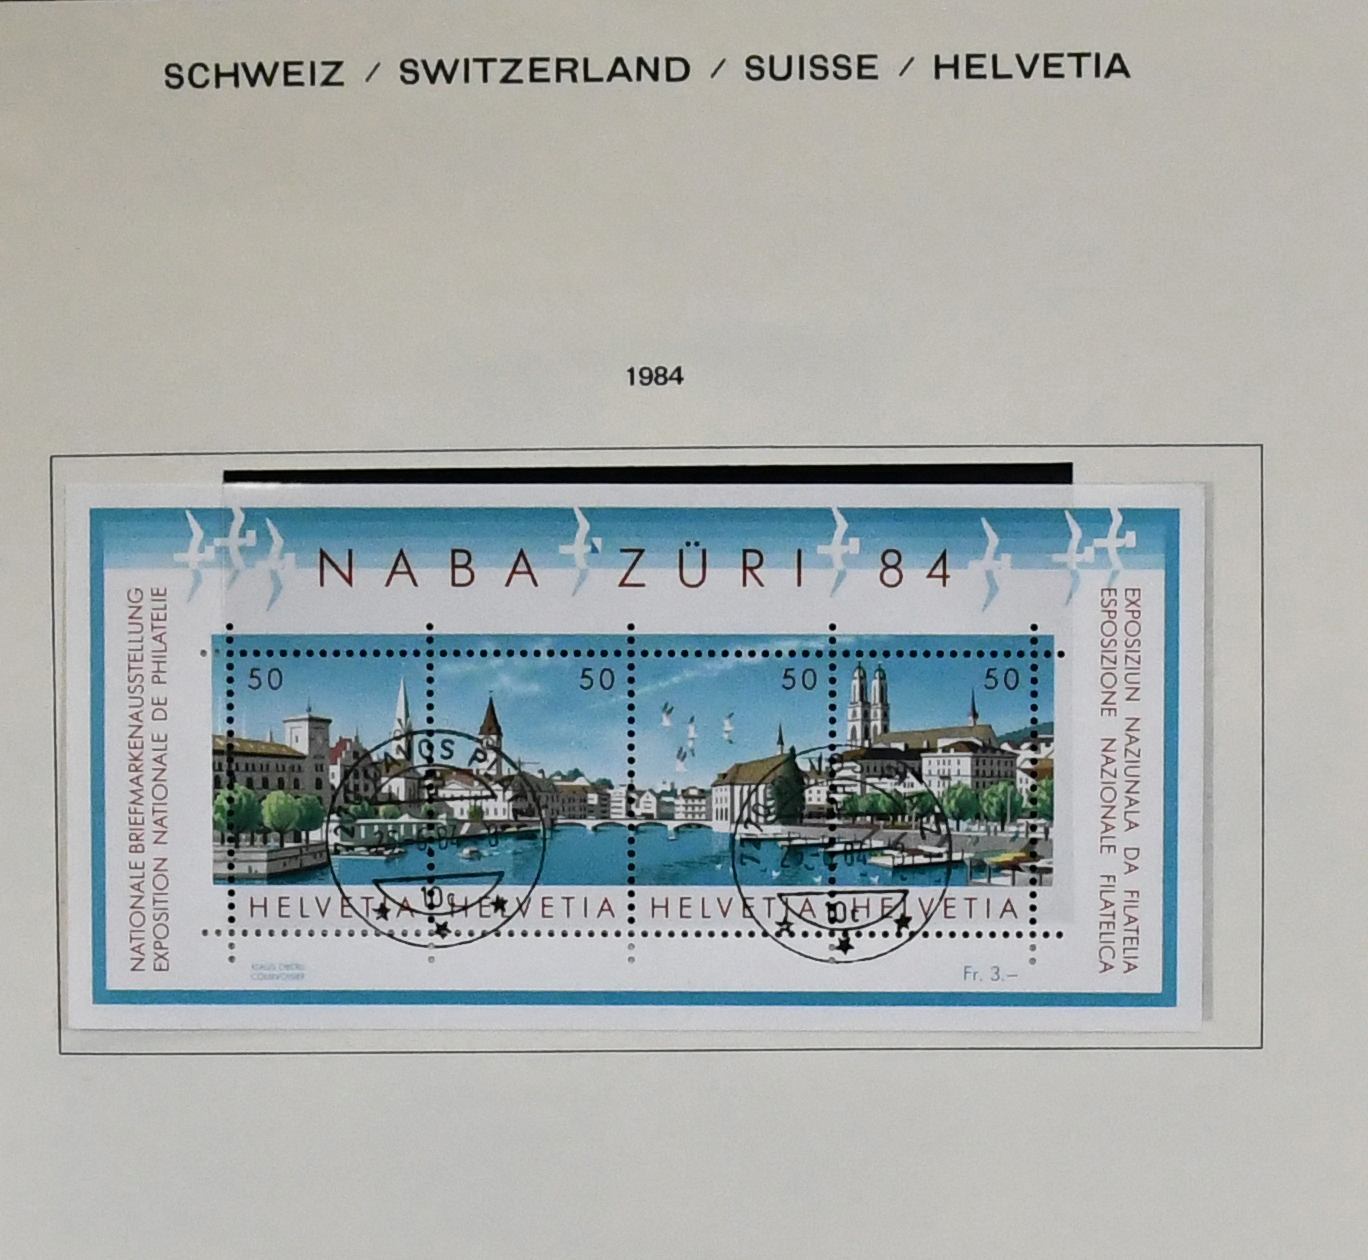 SCHWEIZ / SWITZERLAND / SUISSE / HELVETIA
1984
NABA ZÜRI 84
NATIONALE BRIEFMARKENAUSSTELLUNG
EXPOSITION NATIONALE DE PHILATELIE
50 50 50 50
HELVETIA HELVETIA HELVETIA HELVETIA
10c
Fr. 3.–
EXPOSIZIUN NAZIUNALA DA FILATELIA
ESPOSIZIONE NAZIONALE FILATELICA